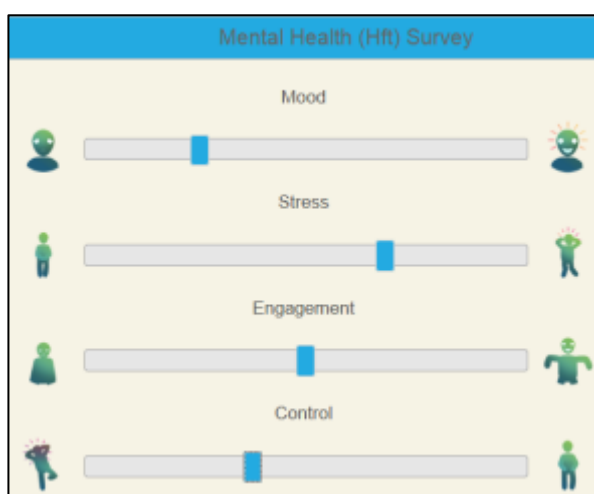 Mental Health (Hft) Survey
Mood
Stress
Engagement
Control